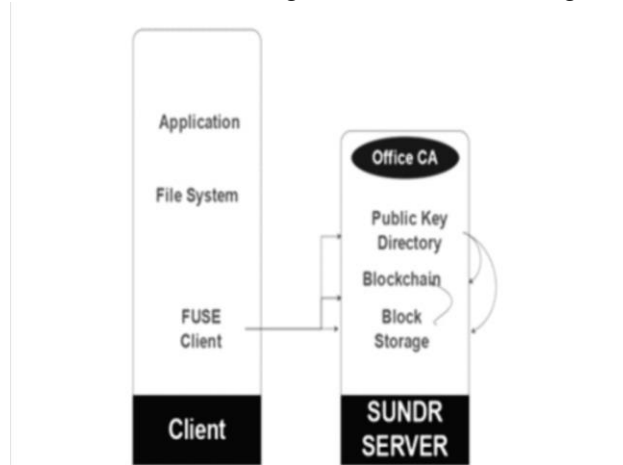 Application
File System
FUSE
Client
Client
Office CA
Public Key
Directory
Blockchain
Block
Storage
SUNDR
SERVER